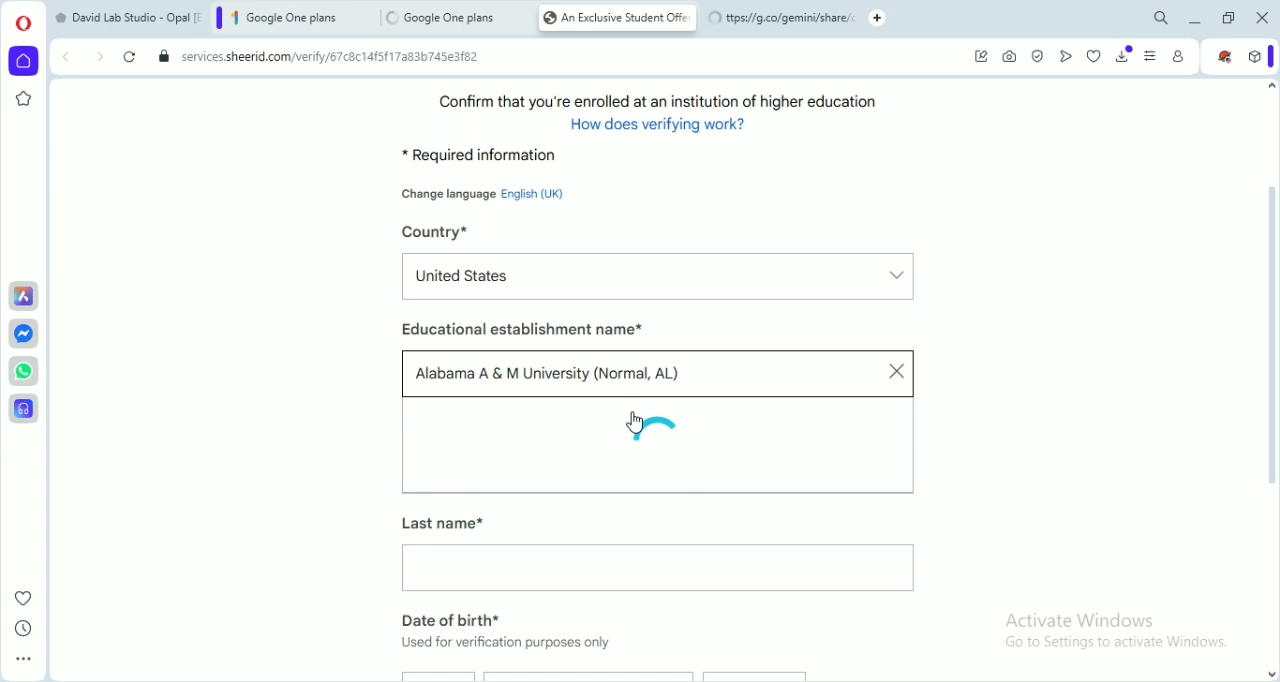 David Lab Studio - Opal [E
Google One plans
Google One plans
An Exclusive Student Offe
ttps://g.co/gemini/share/c
services.sheerid.com/verify/67c8c14f5f17a83b745e3f82
Confirm that you're enrolled at an institution of higher education
How does verifying work?
* Required information
Change language English (UK)
Country*
United States
Educational establishment name*
Alabama A & M University (Normal, AL)
Last name*
Date of birth*
Used for verification purposes only
Activate Windows
Go to Settings to activate Windows.